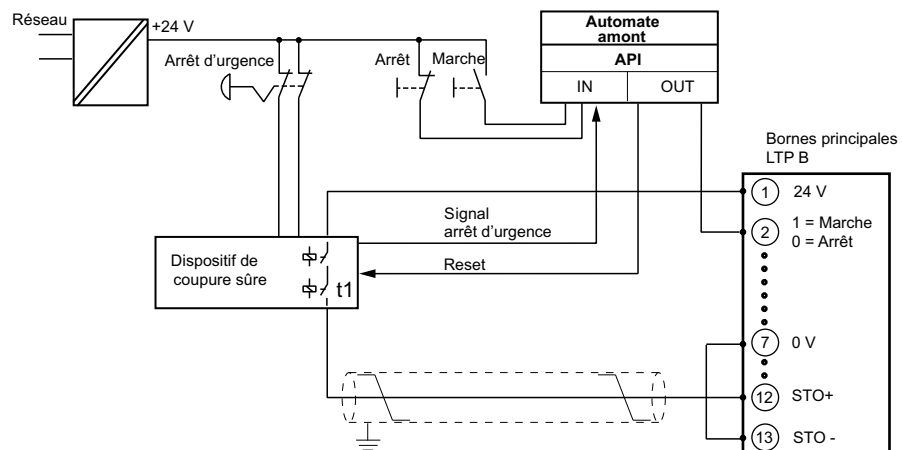 Réseau
+24 V
Automate
amont
Arrêt d'urgence
Arrêt
Marche
API
IN
OUT
Bornes principales
LTP B
1
24 V
Signal
arrêt d'urgence
2
1 = Marche
0 = Arrêt
Dispositif de
coupure sûre
Reset
t1
7
0 V
12
STO+
13
STO -